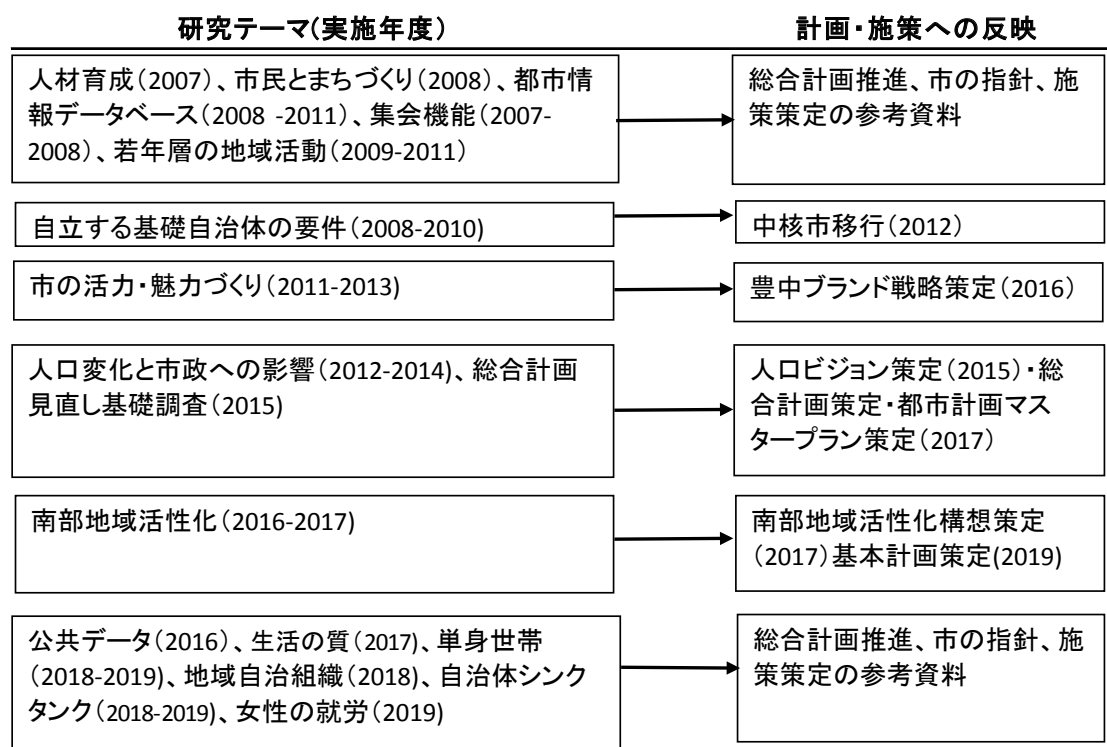 研究テーマ(実施年度)
計画・施策への反映
人材育成(2007)、市民とまちづくり(2008)、都市情
報データベース(2008 -2011)、集会機能(2007-
2008)、若年層の地域活動(2009-2011)
総合計画推進、市の指針、施
策策定の参考資料
自立する基礎自治体の要件(2008-2010)
中核市移行(2012)
市の活力・魅力づくり(2011-2013)
豊中ブランド戦略策定(2016)
人口変化と市政への影響(2012-2014)、総合計画
見直し基礎調査(2015)
人口ビジョン策定(2015)・総
合計画策定・都市計画マス
タープラン策定(2017)
南部地域活性化(2016-2017)
南部地域活性化構想策定
(2017)基本計画策定(2019)
公共データ(2016)、生活の質(2017)、単身世帯
(2018-2019)、地域自治組織(2018)、自治体シンク
タンク(2018-2019)、女性の就労(2019)
総合計画推進、市の指針、施
策策定の参考資料